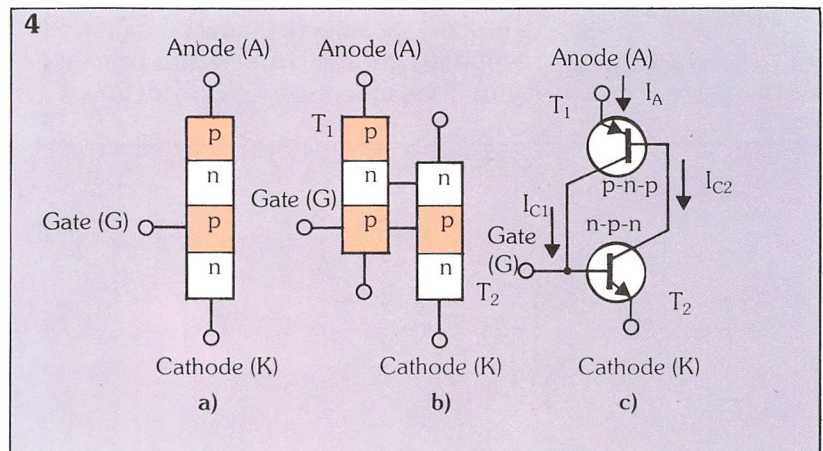 4
Anode (A)
p
n
p
n
Gate (G)
Cathode (K)
a)
Anode (A)
T1
p
n
p
Gate (G)
n
p
n
T2
Cathode (K)
b)
Anode (A)
IA
T1
p-n-p
IC2
IC1
n-p-n
Gate
(G)
T2
Cathode (K)
c)